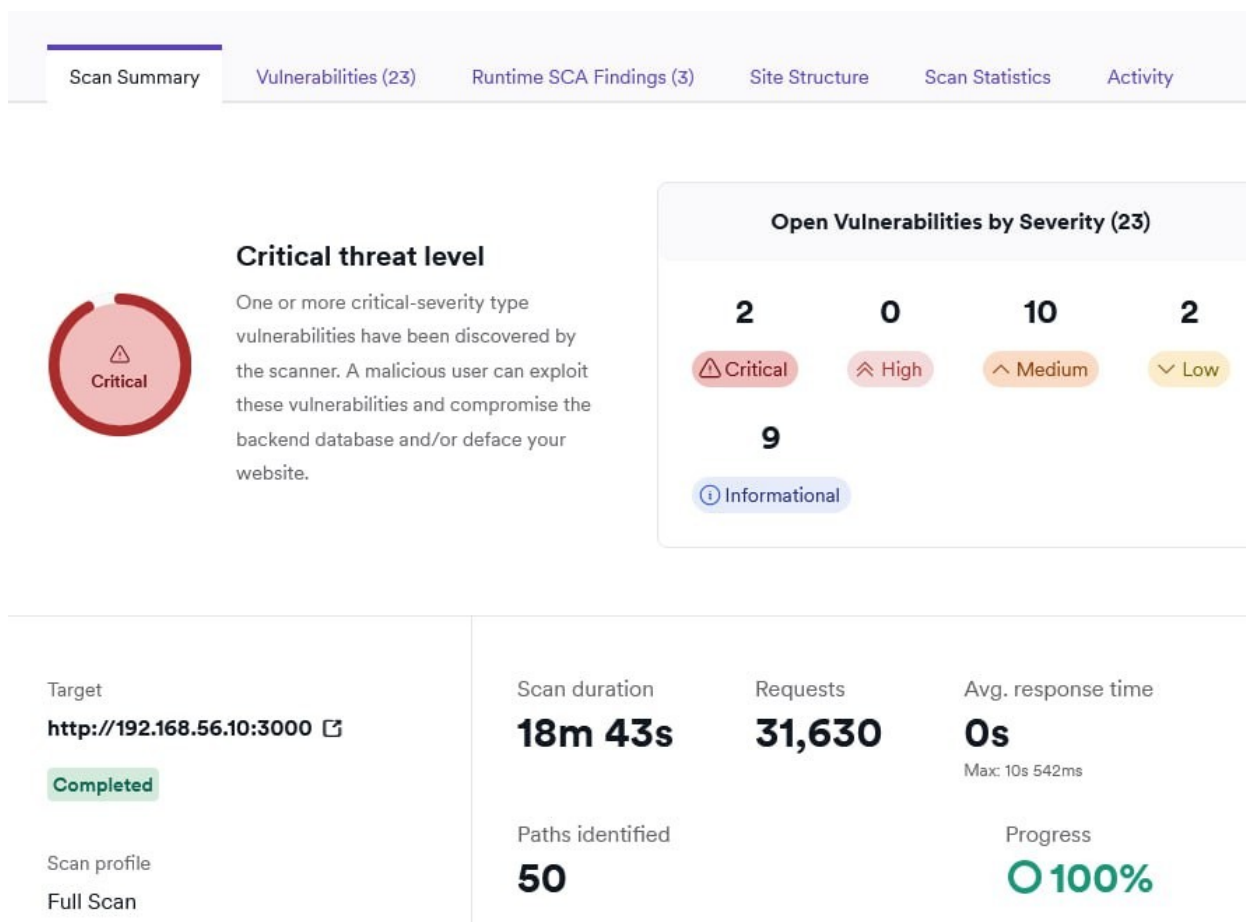 Scan Summary Vulnerabilities (23) Runtime SCA Findings (3) Site Structure Scan Statistics Activity
Critical
Critical threat level
One or more critical-severity type
vulnerabilities have been discovered by
the scanner. A malicious user can exploit
these vulnerabilities and compromise the
backend database and/or deface your
website.
Open Vulnerabilities by Severity (23)
2 0 10 2
Critical High Medium Low
9
Informational
Target
http://192.168.56.10:3000
Completed
Scan profile
Full Scan
Scan duration Requests Avg. response time
18m 43s 31,630 0s
Max: 10s 542ms
Paths identified Progress
50 100%